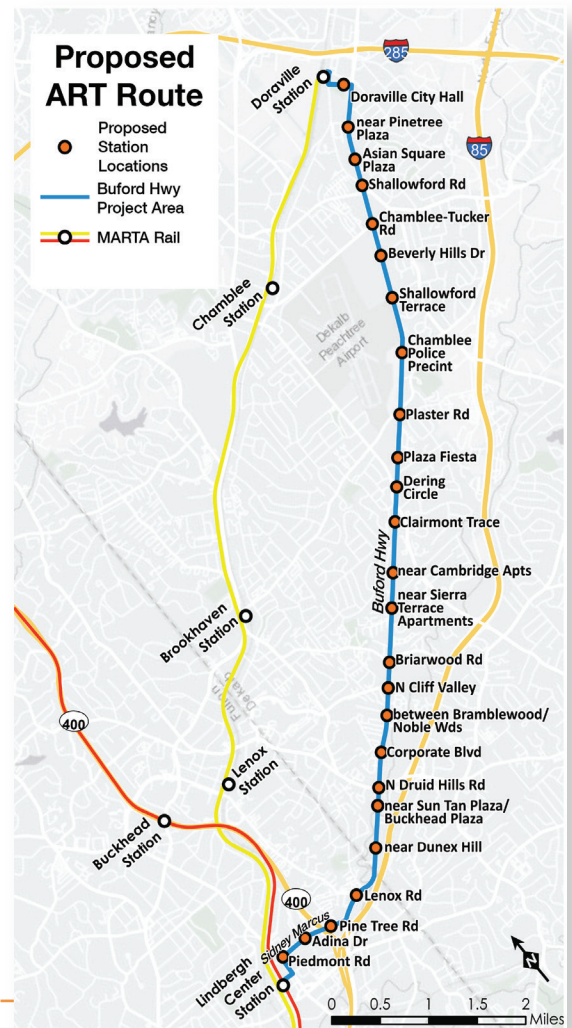 Proposed
ART Route
Proposed
Station
Locations
Buford Hwy
Project Area
MARTA Rail
285
85
Doraville
Station
Doraville City Hall
near Pinetree
Plaza
Asian Square
Plaza
Shallowford Rd
Chamblee-Tucker
Rd
Beverly Hills Dr
Chamblee
Station
Shallowford
Terrace
Dekalb
Peachtree
Airport
Chamblee
Police
Precint
Plaster Rd
Plaza Fiesta
Dering
Circle
Clairmont Trace
Buford Hwy
near Cambridge Apts
near Sierra
Terrace
Apartments
Brookhaven
Station
Briarwood Rd
N Cliff Valley
Fulton
Dekalb
between Bramblewood/
Noble Wds
400
Corporate Blvd
Lenox
Station
N Druid Hills Rd
near Sun Tan Plaza/
Buckhead Plaza
Buckhead
Station
near Dunex Hill
400
Lenox Rd
Sidney Marcus
Pine Tree Rd
Adina Dr
Piedmont Rd
Lindbergh
Center
Station
N
0 0.5 1 1.5 2
Miles